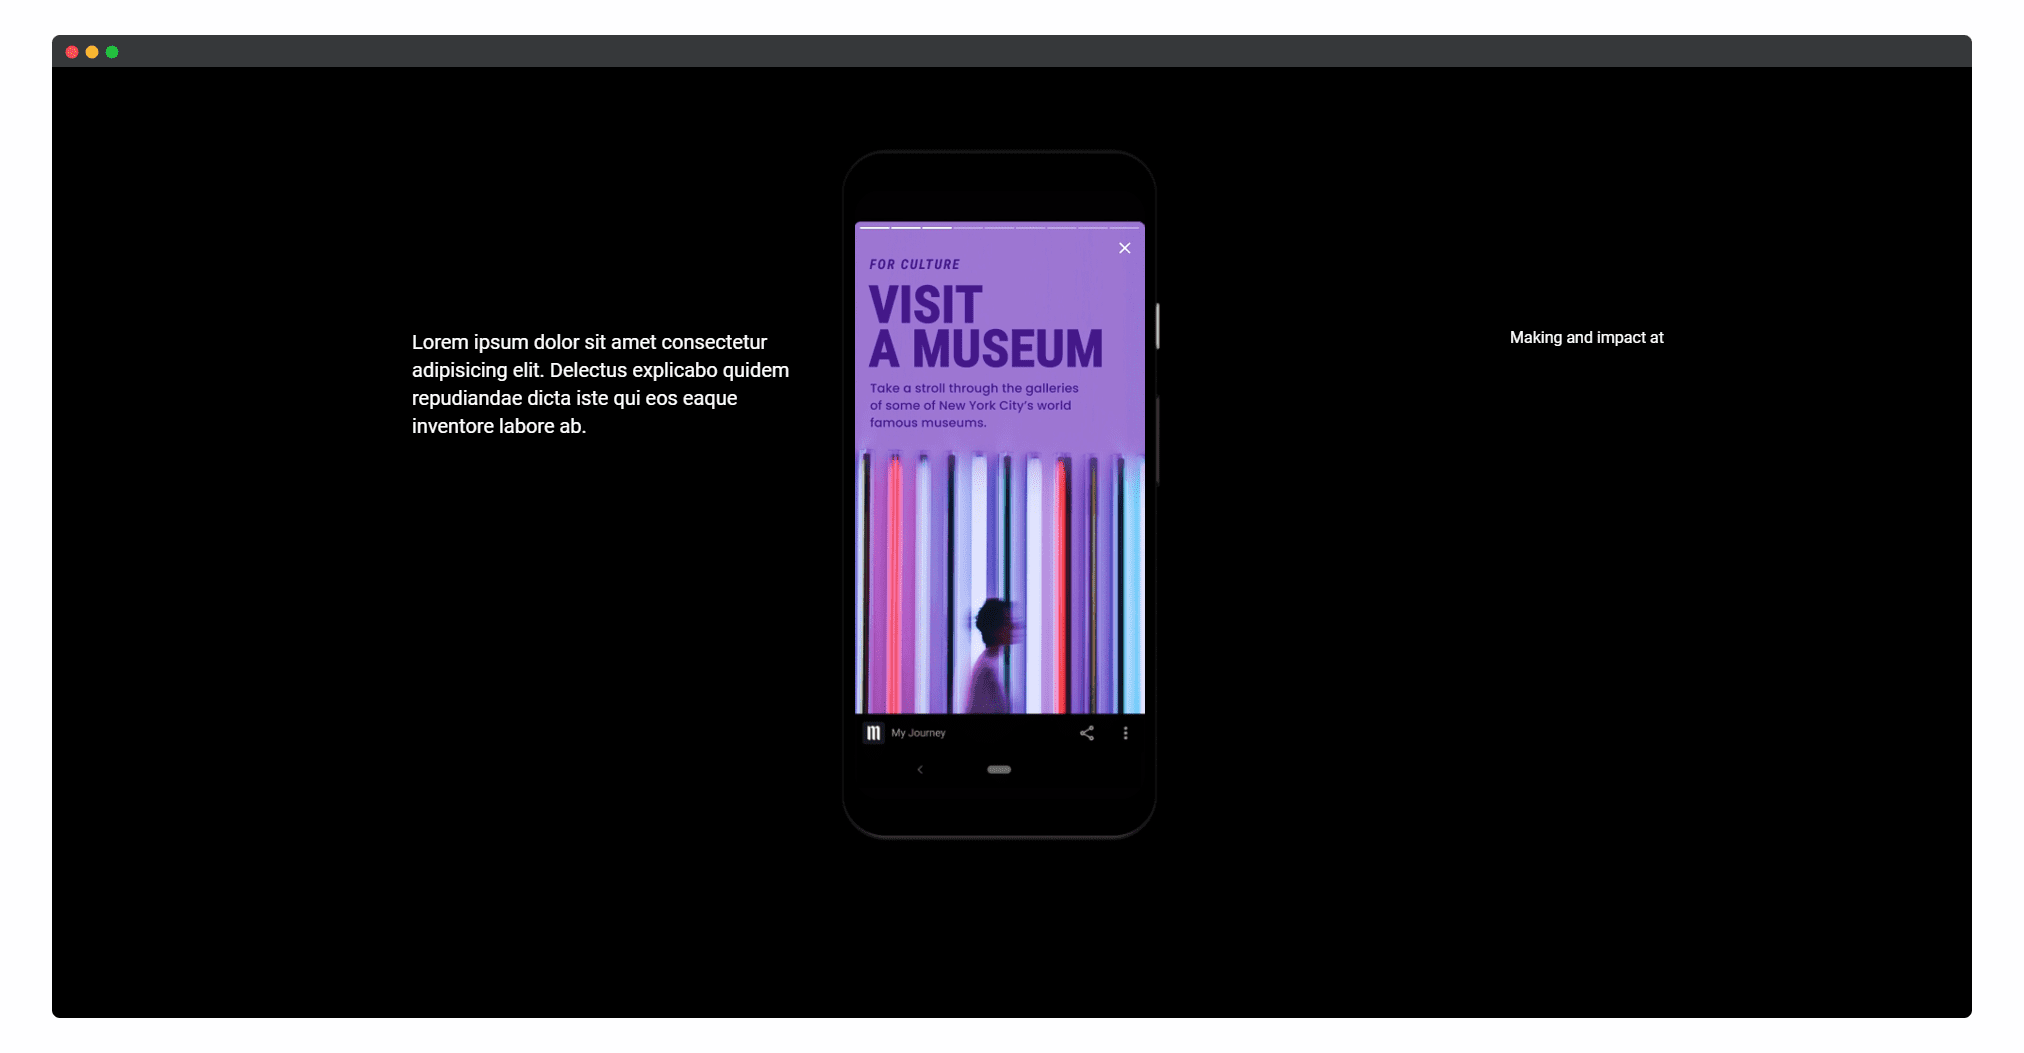 Lorem ipsum dolor sit amet consectetur
adipisicing elit. Delectus explicabo quidem
repudiandae dicta iste qui eos eaque
inventore labore ab.
FOR CULTURE
VISIT
A MUSEUM
Take a stroll through the galleries
of some of New York City's world
famous museums.
m My Journey
Making and impact at